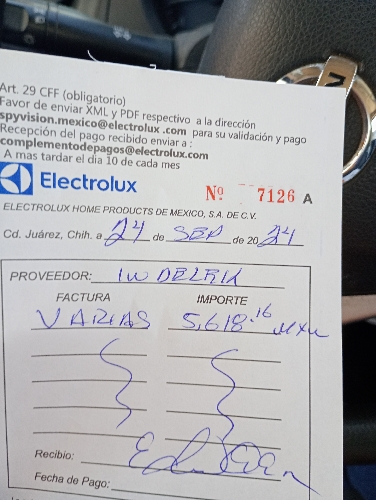 Art. 29 CFF (obligatorio)
Favor de enviar XML y PDF respectivo a la dirección
spyvision.mexico@electrolux .com para su validación y pago
Recepción del pago recibido enviar a :
complementodepagos@electrolux.com
A mas tardar el dia 10 de cada mes
Electrolux
Nº 7126 A
ELECTROLUX HOME PRODUCTS DE MEXICO, S.A. DE C.V.
Cd. Juárez, Chih. a 24 de SEP de 2024
PROVEEDOR:
FACTURA IMPORTE
VARIAS 5,618.16 MXN
Recibio:
Fecha de Pago: